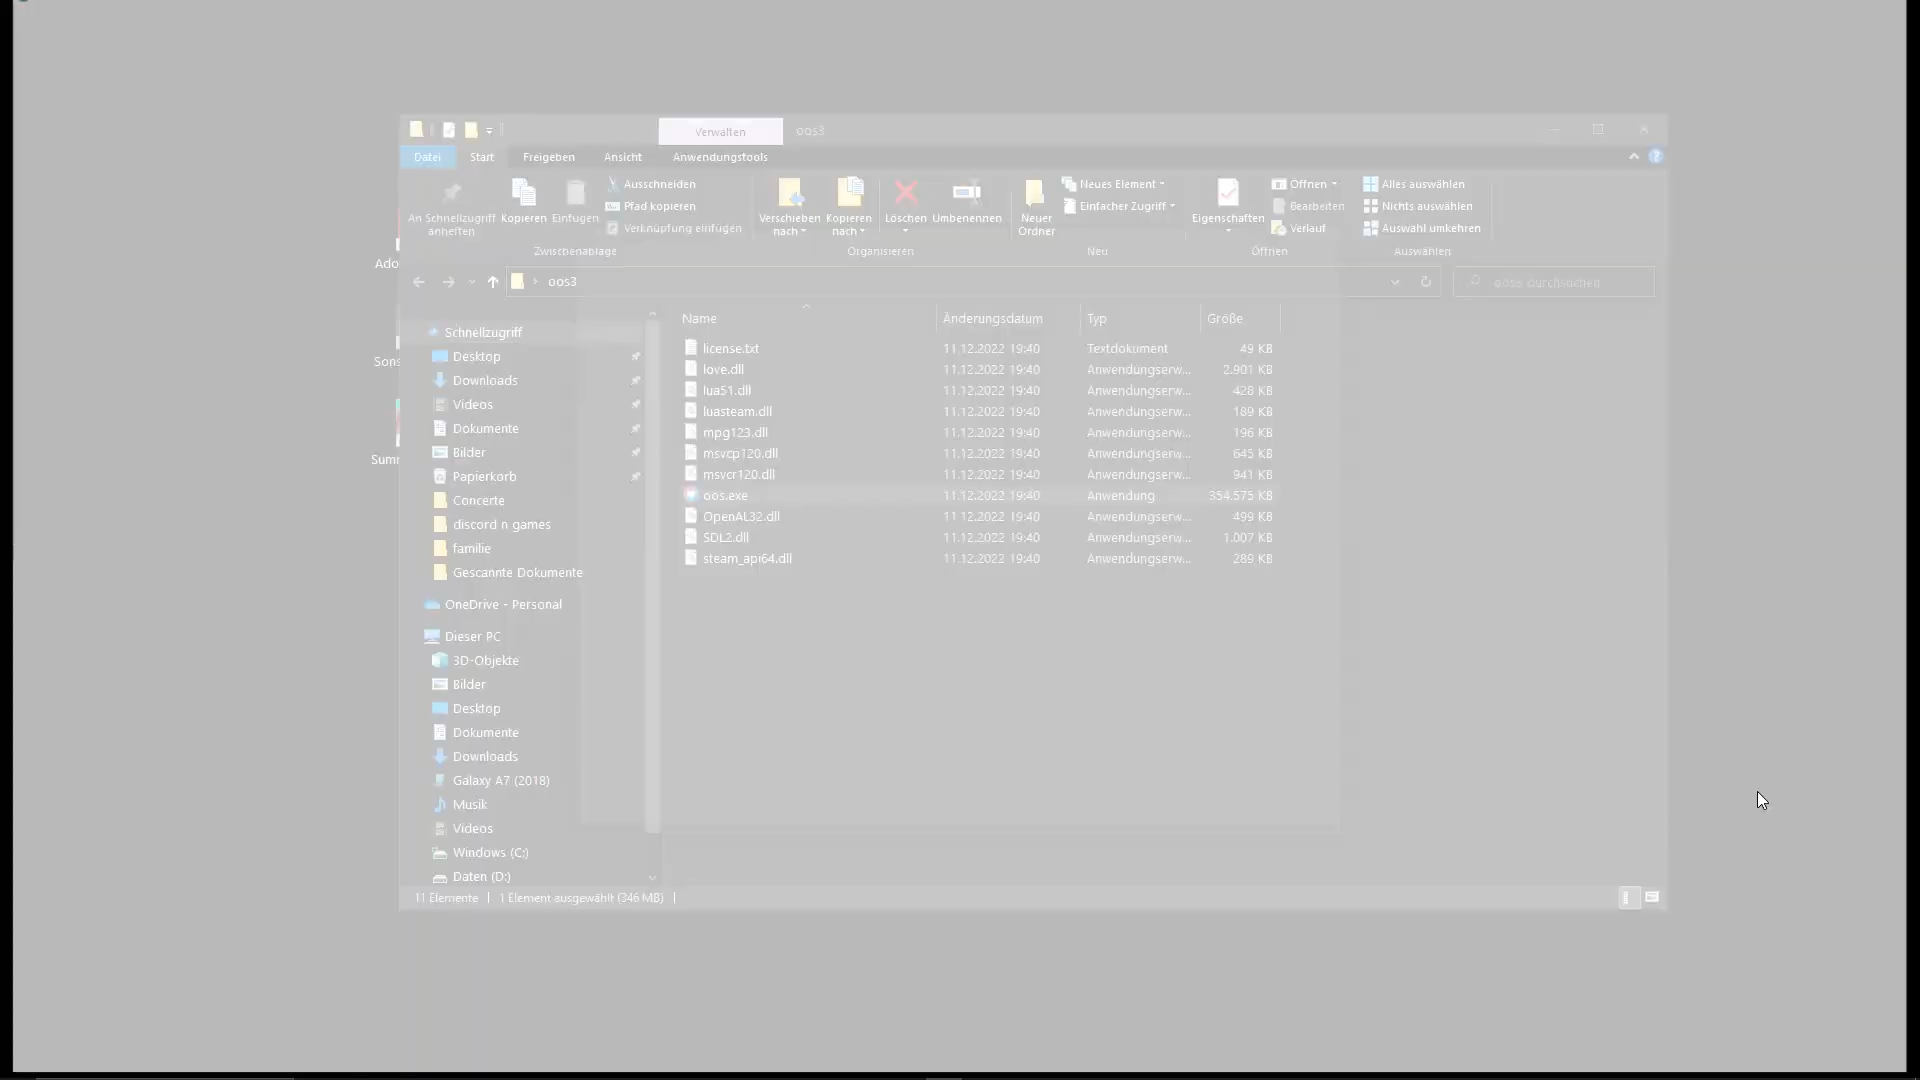 Verwalten oos3
Datei Start Freigeben Ansicht Anwendungstools
An Schnellzugriff anheften
Kopieren
Einfügen
Ausschneiden
Pfad kopieren
Verknüpfung einfügen
Zwischenablage
Verschieben nach
Kopieren nach
Löschen
Umbenennen
Organisieren
Neuer Ordner
Neues Element
Einfacher Zugriff
Neu
Eigenschaften
Öffnen
Bearbeiten
Verlauf
Öffnen
Alles auswählen
Nichts auswählen
Auswahl umkehren
Auswählen
oos3
oos3 durchsuchen
Ado
Sons
Sum
Schnellzugriff
Desktop
Downloads
Videos
Dokumente
Bilder
Papierkorb
Concerte
discord n games
familie
Gescannte Dokumente
OneDrive - Personal
Dieser PC
3D-Objekte
Bilder
Desktop
Dokumente
Downloads
Galaxy A7 (2018)
Musik
Videos
Windows (C:)
Daten (D:)
Name Änderungsdatum Typ Größe
license.txt 11.12.2022 19:40 Textdokument 49 KB
love.dll 11.12.2022 19:40 Anwendungserw... 2.901 KB
lua51.dll 11.12.2022 19:40 Anwendungserw... 428 KB
luasteam.dll 11.12.2022 19:40 Anwendungserw... 189 KB
mpg123.dll 11.12.2022 19:40 Anwendungserw... 196 KB
msvcp120.dll 11.12.2022 19:40 Anwendungserw... 645 KB
msvcr120.dll 11.12.2022 19:40 Anwendungserw... 941 KB
oos.exe 11.12.2022 19:40 Anwendung 354.575 KB
OpenAL32.dll 11.12.2022 19:40 Anwendungserw... 499 KB
SDL2.dll 11.12.2022 19:40 Anwendungserw... 1.007 KB
steam_api64.dll 11.12.2022 19:40 Anwendungserw... 289 KB
11 Elemente 1 Element ausgewählt (346 MB)